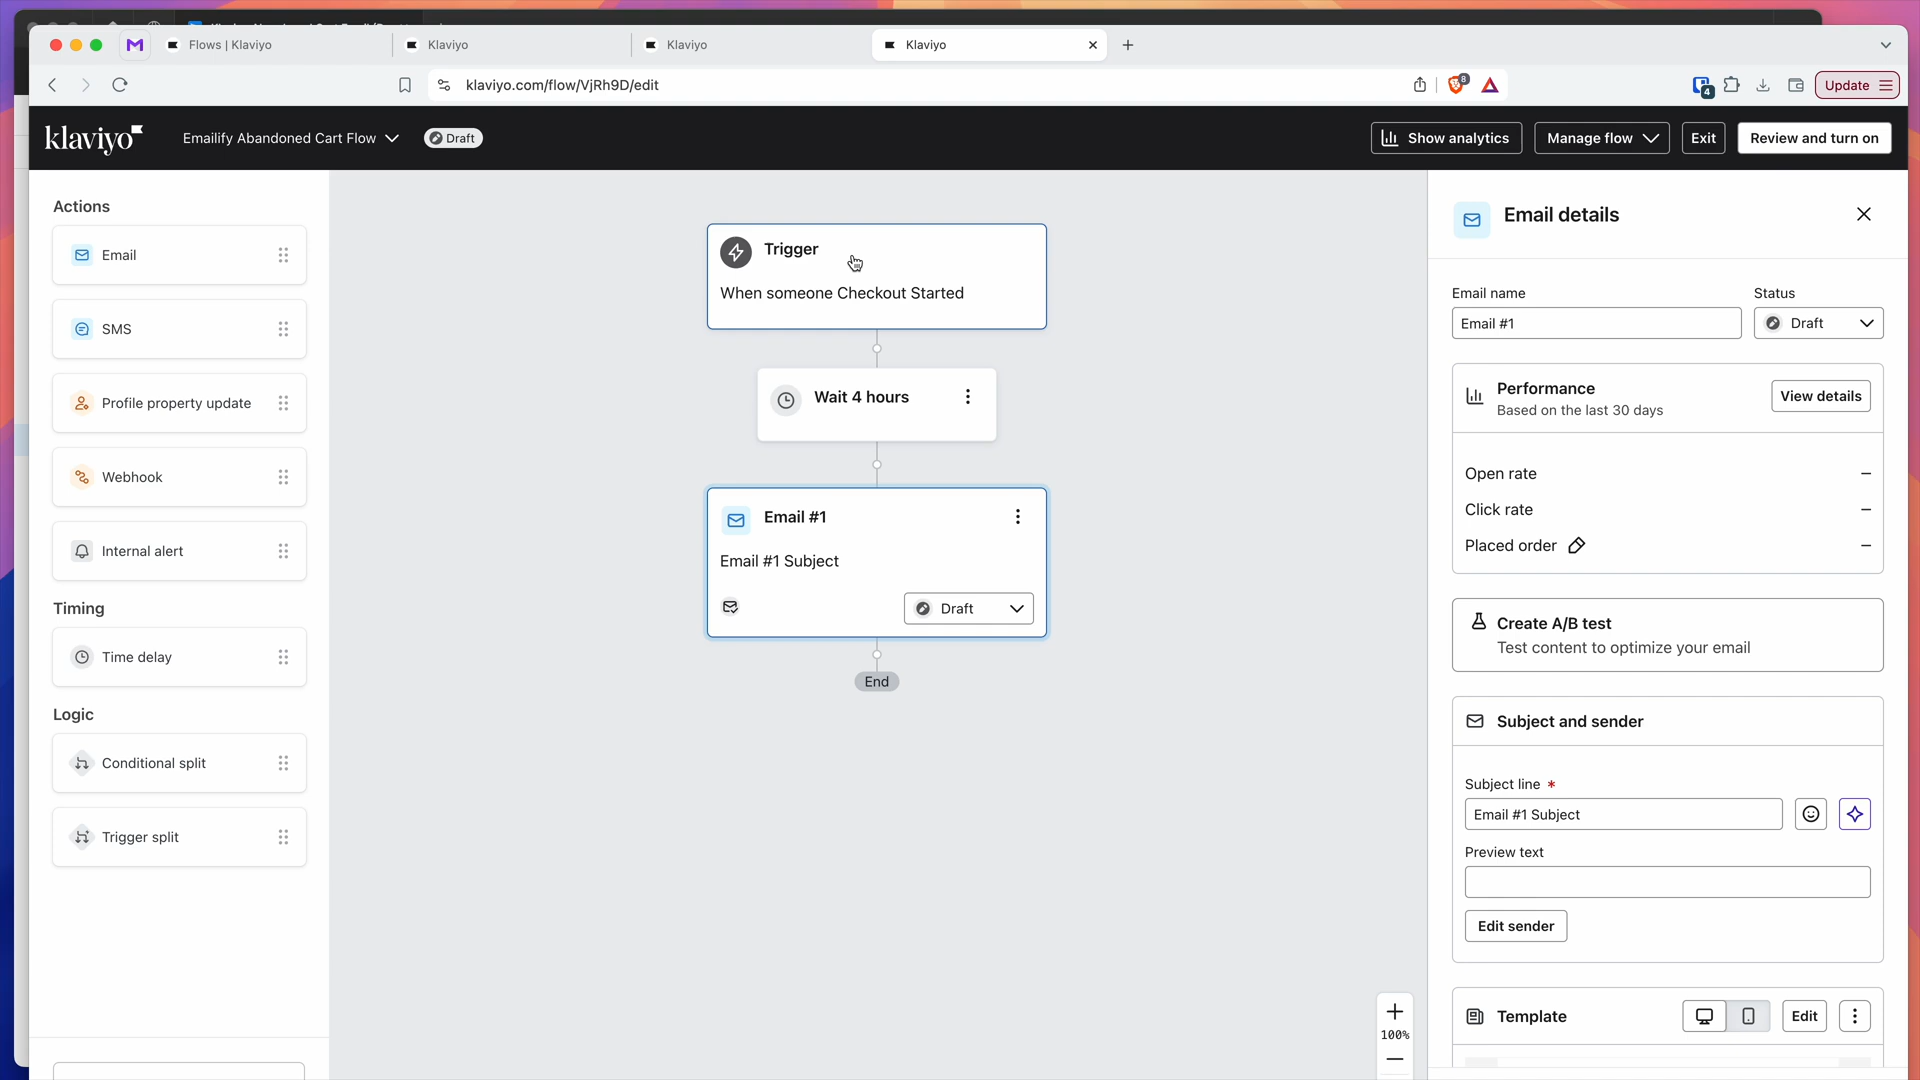 Flows | Klaviyo
Klaviyo
Klaviyo
Klaviyo
klaviyo.com/flow/VjRh9D/edit
8
4
Update
klaviyo
Emailify Abandoned Cart Flow
Draft
Show analytics
Manage flow
Exit
Review and turn on
Actions
Email
SMS
Profile property update
Webhook
Internal alert
Timing
Time delay
Logic
Conditional split
Trigger split
Trigger
When someone Checkout Started
Wait 4 hours
Email #1
Email #1 Subject
Draft
End
100%
Email details
Email name
Status
Email #1
Draft
Performance
Based on the last 30 days
View details
Open rate –
Click rate –
Placed order –
Create A/B test
Test content to optimize your email
Subject and sender
Subject line *
Email #1 Subject
Preview text
Edit sender
Template
Edit